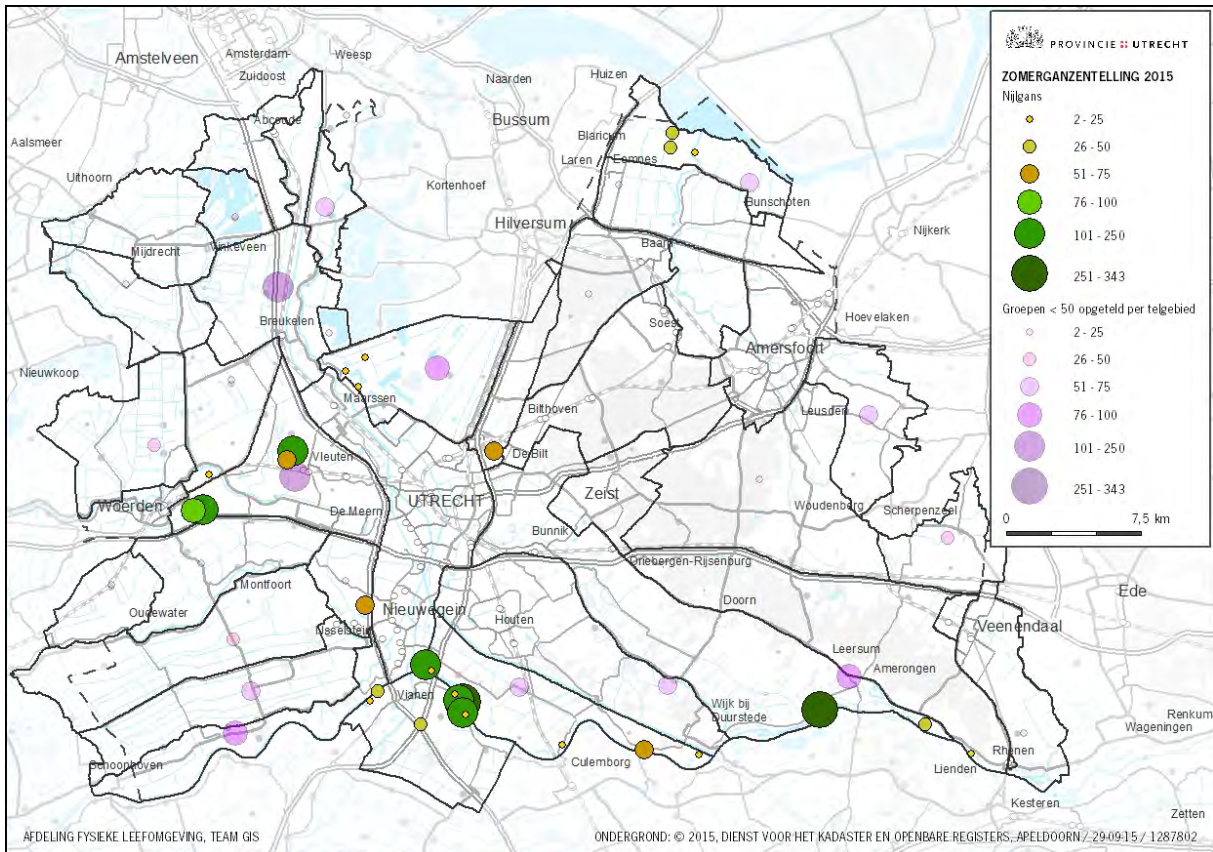 Amstelveen
Amsterdam-
Zuidoost
Weesp
Naarden
Huizen
Bussum
Abcoude
Aalsmeer
Blaricum
Laren
Eemnes
Uithoorn
Kortenhoef
Hilversum
Bunschoten
Nijkerk
Mijdrecht
Vinkeveen
Baarn
Breukelen
Soest
Hoevelaken
Amersfoort
Nieuwkoop
Maarssen
Bilthoven
Leusden
Vleuten
De Bilt
Zeist
UTRECHT
Woerden
De Meern
Woudenberg
Scherpenzeel
Bunnik
Driebergen-Rijsenburg
Montfoort
Oudewater
Nieuwegein
IJsselstein
Houten
Doorn
Ede
Veenendaal
Leersum
Amerongen
Vianen
Wijk bij
Duurstede
Renkum
Wageningen
Rhenen
Culemborg
Schoonhoven
Lienden
Kesteren
Zetten
PROVINCIE :: UTRECHT
ZOMERGANZENTELLING 2015
Nijlgans
2 - 25
26 - 50
51 - 75
76 - 100
101 - 250
251 - 343
Groepen < 50 opgeteld per telgebied
2 - 25
26 - 50
51 - 75
76 - 100
101 - 250
251 - 343
0 7,5 km
AFDELING FYSIEKE LEEFOMGEVING, TEAM GIS
ONDERGROND: © 2015, DIENST VOOR HET KADASTER EN OPENBARE REGISTERS, APELDOORN / 29-09-15 / 1287802